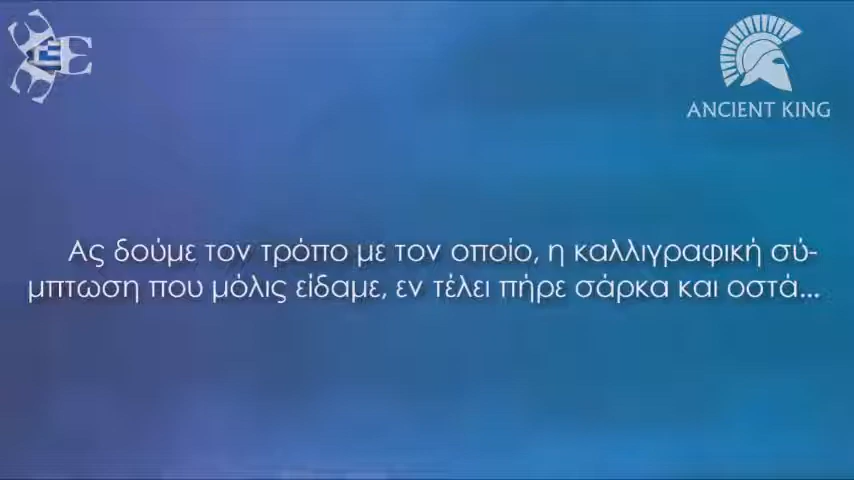 ANCIENT KING
Ας δούμε τον τρόπο με τον οποίο, η καλλιγραφική σύ-
μπτωση που μόλις είδαμε, εν τέλει πήρε σάρκα και οστά...